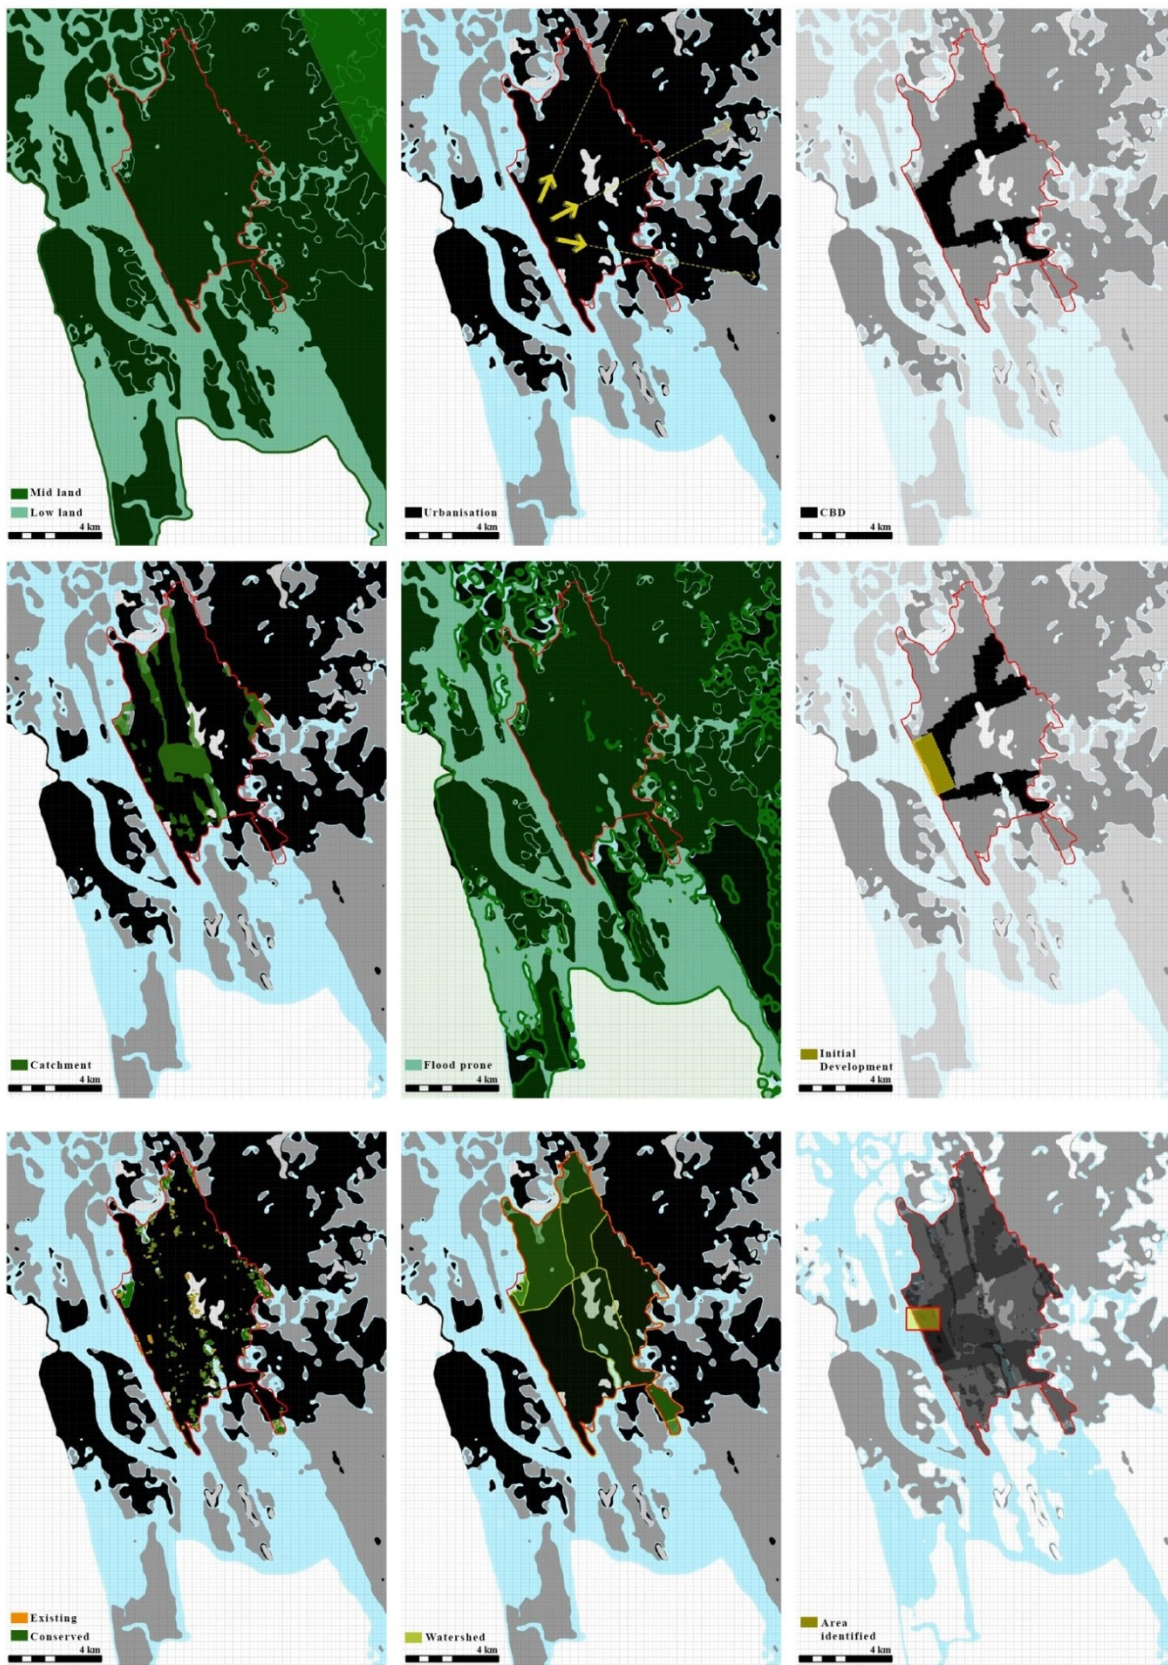 Mid land
Low land
4 km
Urbanisation
4 km
CBD
4 km
Catchment
4 km
Flood prone
4 km
Initial
Development
4 km
Existing
Conserved
4 km
Watershed
4 km
Area
identified
4 km